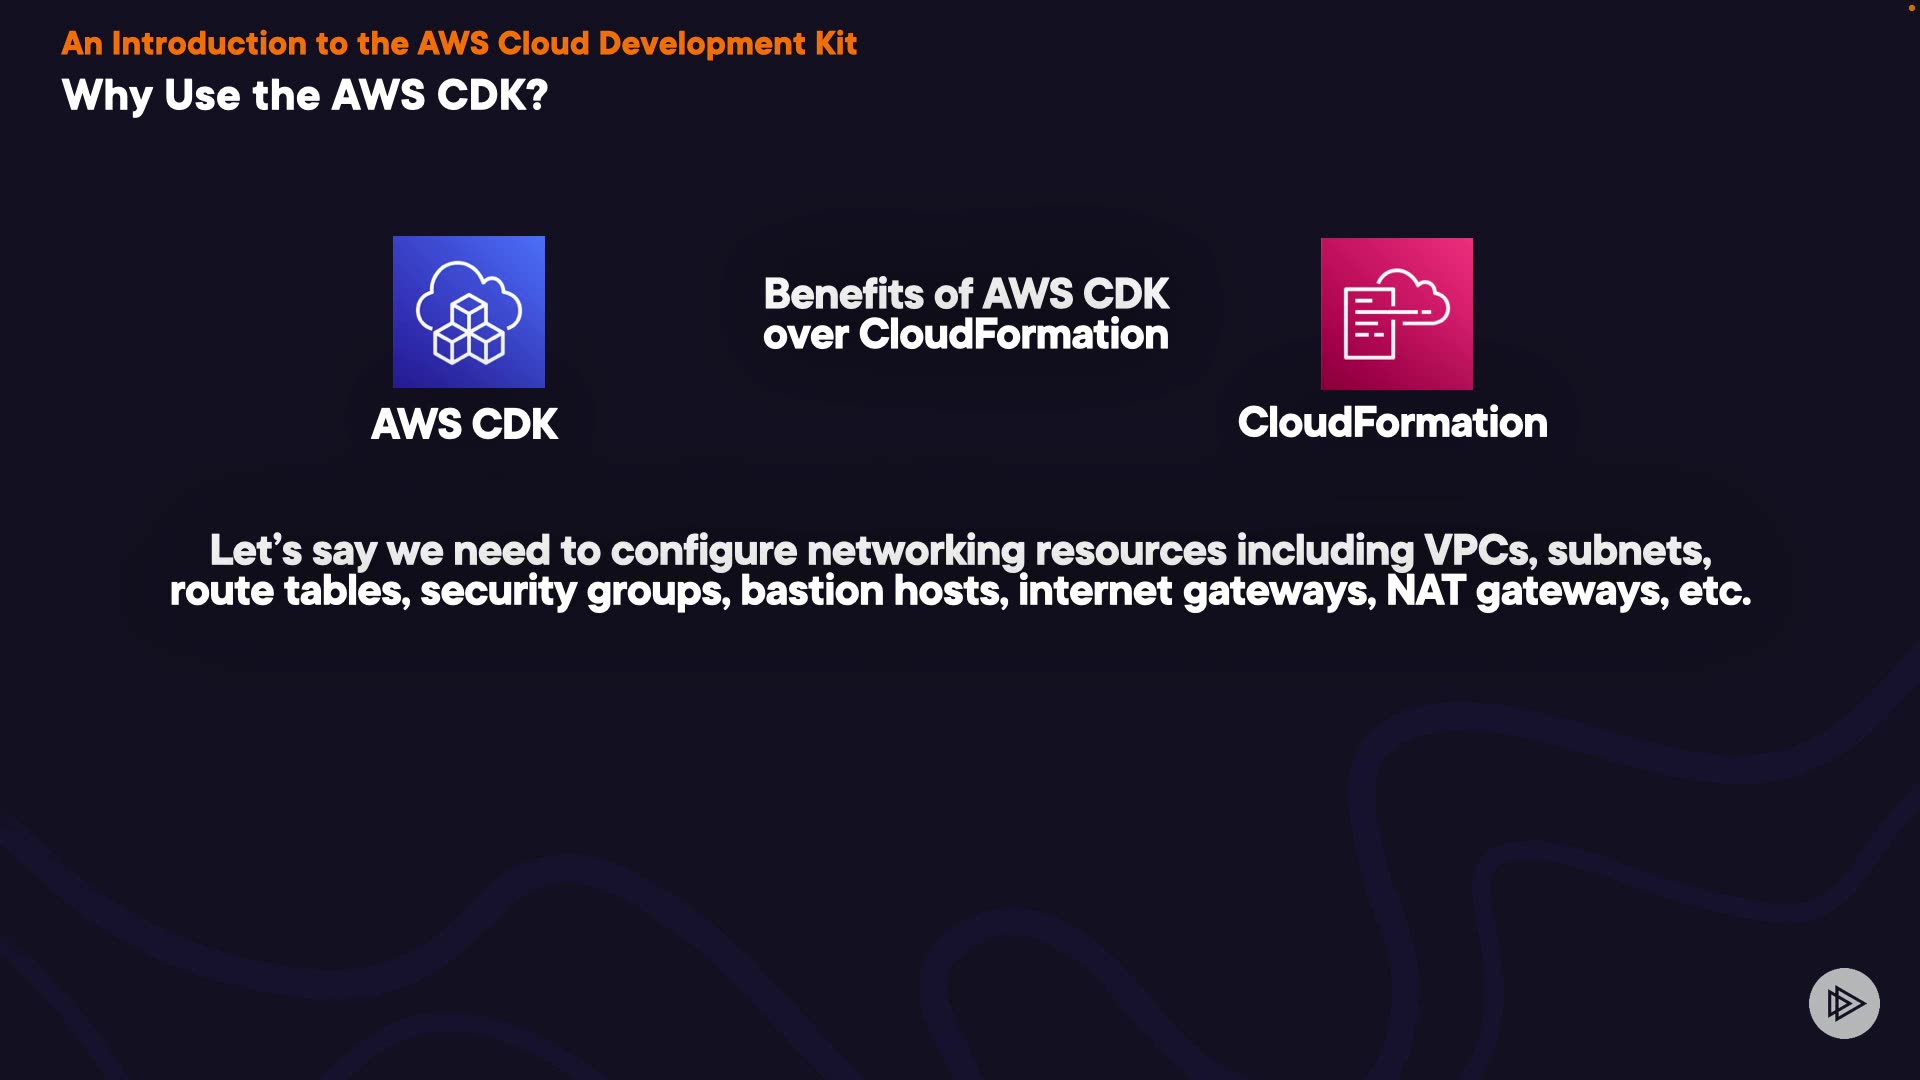 An Introduction to the AWS Cloud Development Kit
Why Use the AWS CDK?
Benefits of AWS CDK
over CloudFormation
AWS CDK
CloudFormation
Let’s say we need to configure networking resources including VPCs, subnets,
route tables, security groups, bastion hosts, internet gateways, NAT gateways, etc.